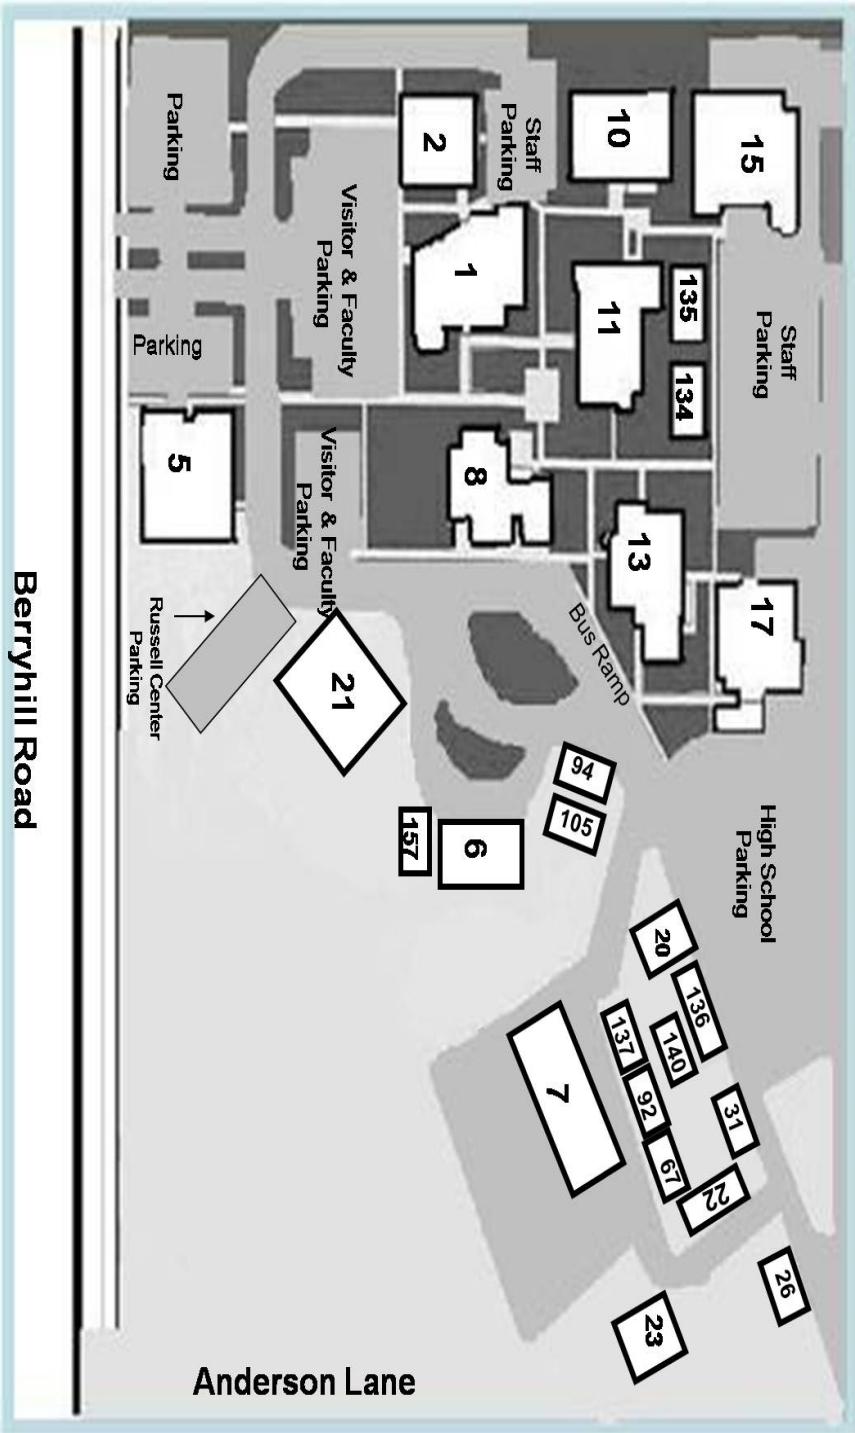 15
10
Staff
Parking
2
Parking
Visitor & Faculty
Parking
1
11
135
134
Staff
Parking
Parking
5
Visitor & Faculty
Parking
8
13
17
Bus Ramp
Russell Center
Parking
21
94
105
6
157
High School
Parking
20
136
140
137
92
67
31
22
7
26
23
Berryhill Road
Anderson Lane